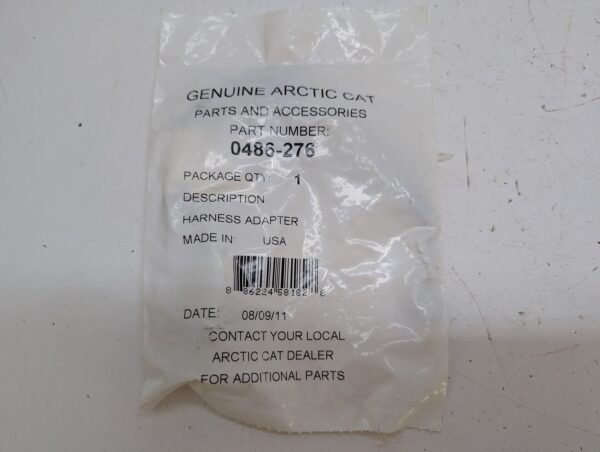 GENUINE ARCTIC CAT
PARTS AND ACCESSORIES
PART NUMBER:
0486-276
PACKAGE QTY: 1
DESCRIPTION
HARNESS ADAPTER
MADE IN: USA
8 86224 58182 8
DATE: 08/09/11
CONTACT YOUR LOCAL
ARCTIC CAT DEALER
FOR ADDITIONAL PARTS